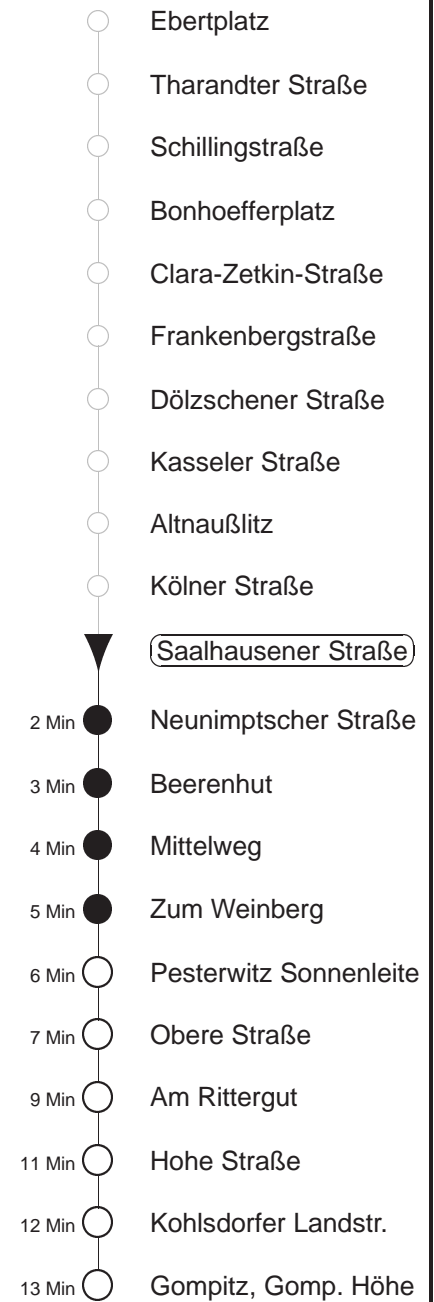 Ebertplatz
Tharandter Straße
Schillingstraße
Bonhoefferplatz
Clara-Zetkin-Straße
Frankenbergstraße
Dölzschener Straße
Kasseler Straße
Altnaußlitz
Kölner Straße
Saalhausener Straße
2 Min Neunimptscher Straße
3 Min Beerenhut
4 Min Mittelweg
5 Min Zum Weinberg
6 Min Pesterwitz Sonnenleite
7 Min Obere Straße
9 Min Am Rittergut
11 Min Hohe Straße
12 Min Kohlsdorfer Landstr.
13 Min Gompitz, Gomp. Höhe